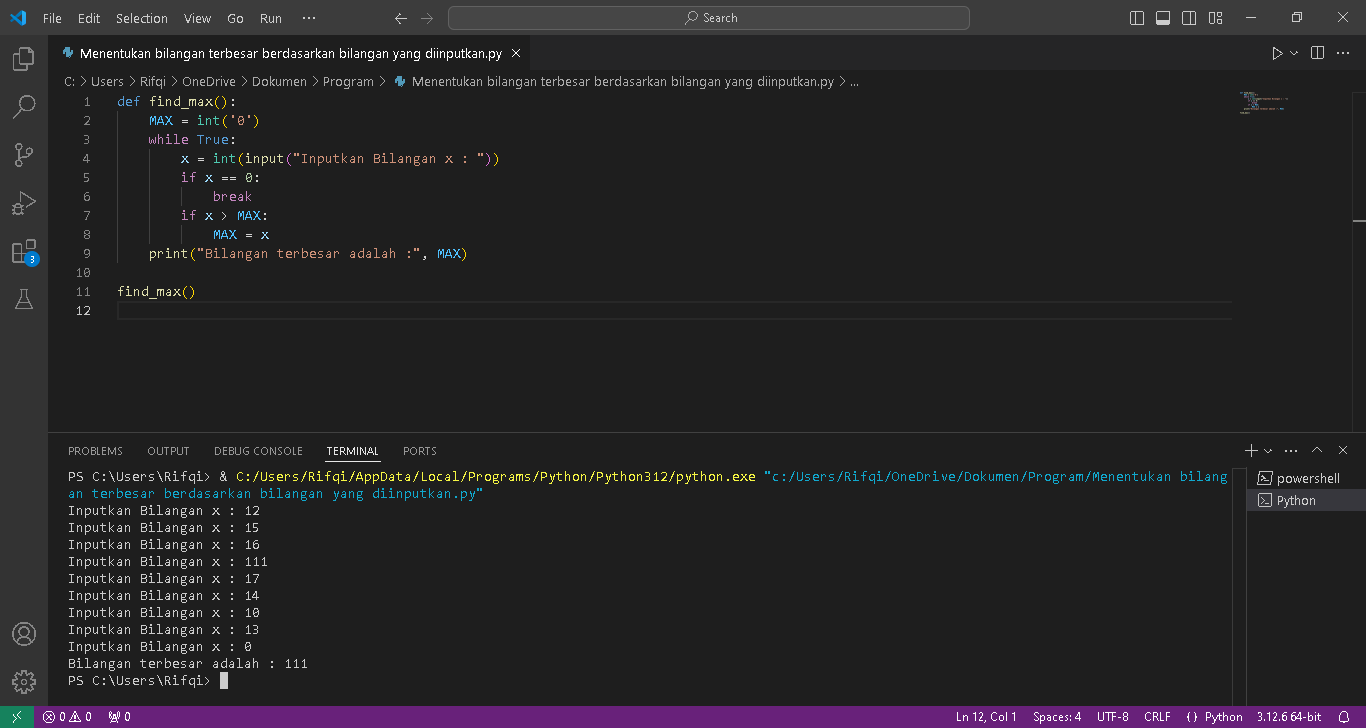 File Edit Selection View Go Run ··· Search
Menentukan bilangan terbesar berdasarkan bilangan yang diinputkan.py
C: > Users > Rifqi > OneDrive > Dokumen > Program > Menentukan bilangan terbesar berdasarkan bilangan yang diinputkan.py > ...
1 def find_max():
2     MAX = int('0')
3     while True:
4         x = int(input("Inputkan Bilangan x : "))
5         if x == 0:
6             break
7         if x > MAX:
8             MAX = x
9     print("Bilangan terbesar adalah :", MAX)
10
11 find_max()
12
3
PROBLEMS OUTPUT DEBUG CONSOLE TERMINAL PORTS
PS C:\Users\Rifqi> & C:/Users/Rifqi/AppData/Local/Programs/Python/Python312/python.exe "c:/Users/Rifqi/OneDrive/Dokumen/Program/Menentukan bilang
an terbesar berdasarkan bilangan yang diinputkan.py"
Inputkan Bilangan x : 12
Inputkan Bilangan x : 15
Inputkan Bilangan x : 16
Inputkan Bilangan x : 111
Inputkan Bilangan x : 17
Inputkan Bilangan x : 14
Inputkan Bilangan x : 10
Inputkan Bilangan x : 13
Inputkan Bilangan x : 0
Bilangan terbesar adalah : 111
PS C:\Users\Rifqi>
powershell
Python
0 0 0 Ln 12, Col 1 Spaces: 4 UTF-8 CRLF { } Python 3.12.6 64-bit